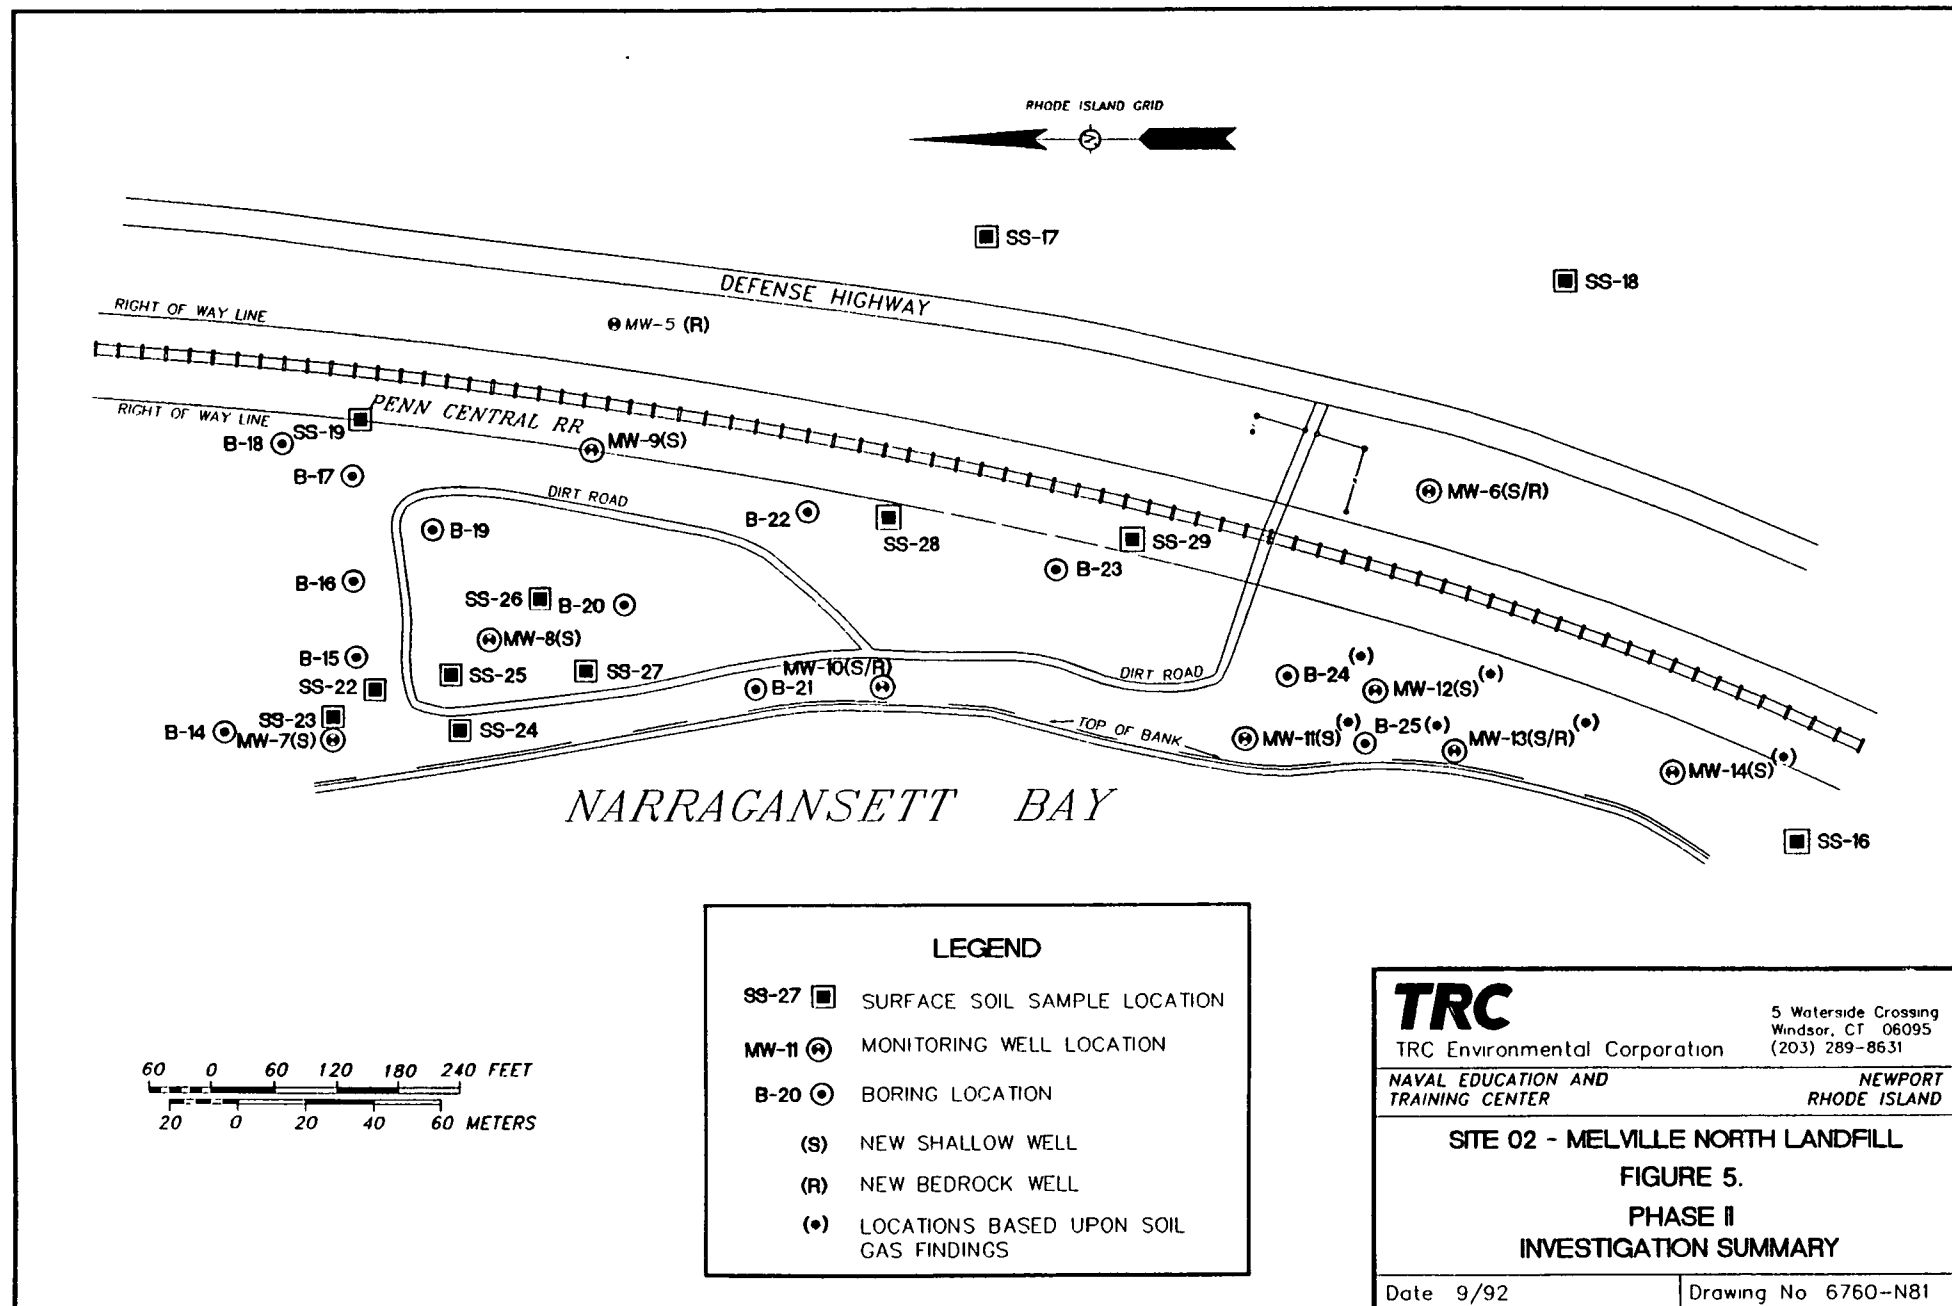 RHODE ISLAND GRID
SS-17
SS-18
DEFENSE HIGHWAY
RIGHT OF WAY LINE
MW-5 (R)
RIGHT OF WAY LINE
PENN CENTRAL RR
SS-19
B-18
MW-9(S)
B-17
DIRT ROAD
MW-6(S/R)
B-22
B-19
SS-28
SS-29
B-23
B-16
SS-26
B-20
MW-8(S)
B-15
SS-25
SS-27
MW-10(S/R)
DIRT ROAD
B-24(•)
SS-22
B-21
MW-12(S)(•)
SS-23
SS-24
TOP OF BANK
B-14
MW-7(S)
MW-11(S)(•)
B-25(•)
MW-13(S/R)(•)
MW-14(S)(•)
NARRAGANSETT BAY
SS-16
LEGEND
SS-27 SURFACE SOIL SAMPLE LOCATION
MW-11 MONITORING WELL LOCATION
B-20 BORING LOCATION
(S) NEW SHALLOW WELL
(R) NEW BEDROCK WELL
(•) LOCATIONS BASED UPON SOIL
GAS FINDINGS
60 0 60 120 180 240 FEET
20 0 20 40 60 METERS
TRC
TRC Environmental Corporation
5 Waterside Crossing
Windsor, CT 06095
(203) 289-8631
NAVAL EDUCATION AND
TRAINING CENTER
NEWPORT
RHODE ISLAND
SITE 02 - MELVILLE NORTH LANDFILL
FIGURE 5.
PHASE II
INVESTIGATION SUMMARY
Date 9/92
Drawing No 6760-N81